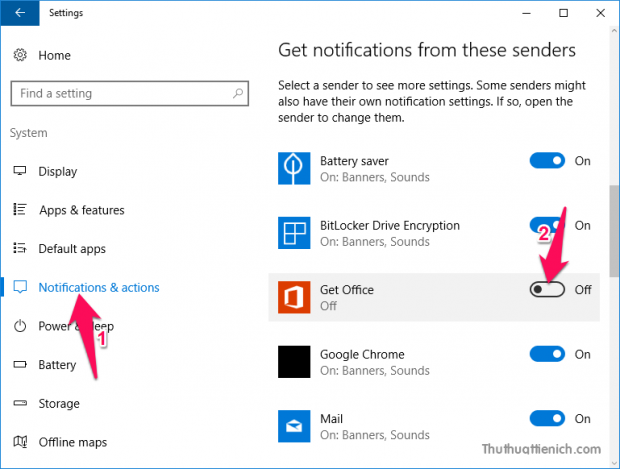 Settings
Home
Find a setting
System
Display
Apps & features
Default apps
Notifications & actions
1
Power & sleep
Battery
Storage
Offline maps
Get notifications from these senders
Select a sender to see more settings. Some senders might
also have their own notification settings. If so, open the
sender to change them.
Battery saver
On: Banners, Sounds
On
BitLocker Drive Encryption
On: Banners, Sounds
On
2
Get Office
Off
Off
Google Chrome
On: Banners, Sounds
On
Mail
On: Banners, Sounds
On
Thuthuattienich.com